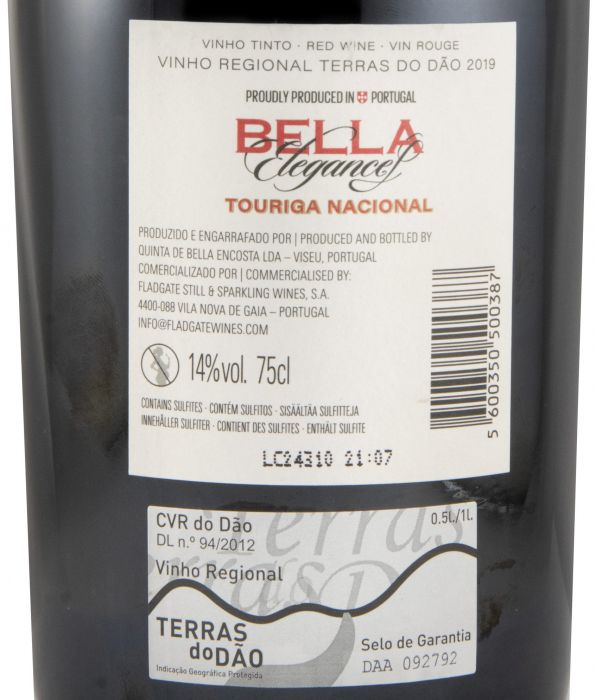 VINHO TINTO · RED WINE · VIN ROUGE
VINHO REGIONAL TERRAS DO DÃO 2019
PROUDLY PRODUCED IN PORTUGAL
BELLA
Elegance
TOURIGA NACIONAL
PRODUZIDO E ENGARRAFADO POR | PRODUCED AND BOTTLED BY
QUINTA DE BELLA ENCOSTA LDA – VISEU, PORTUGAL
COMERCIALIZADO POR | COMMERCIALISED BY:
FLADGATE STILL & SPARKLING WINES, S.A.
4400-088 VILA NOVA DE GAIA – PORTUGAL
INFO@FLADGATEWINES.COM
14%vol. 75cl
CONTAINS SULFITES · CONTÉM SULFITOS · SISÄÄLTÄÄ SULFITTEJA
INNEHÅLLER SULFITER · CONTIENT DES SULFITES · ENTHÄLT SULFITE
5 600350 500387
LC24310 21:07
CVR do Dão 0.5L/1L.
DL n.º 94/2012
Vinho Regional
TERRAS
doDÃO
Indicação Geográfica Protegida
Selo de Garantia
DAA 092792